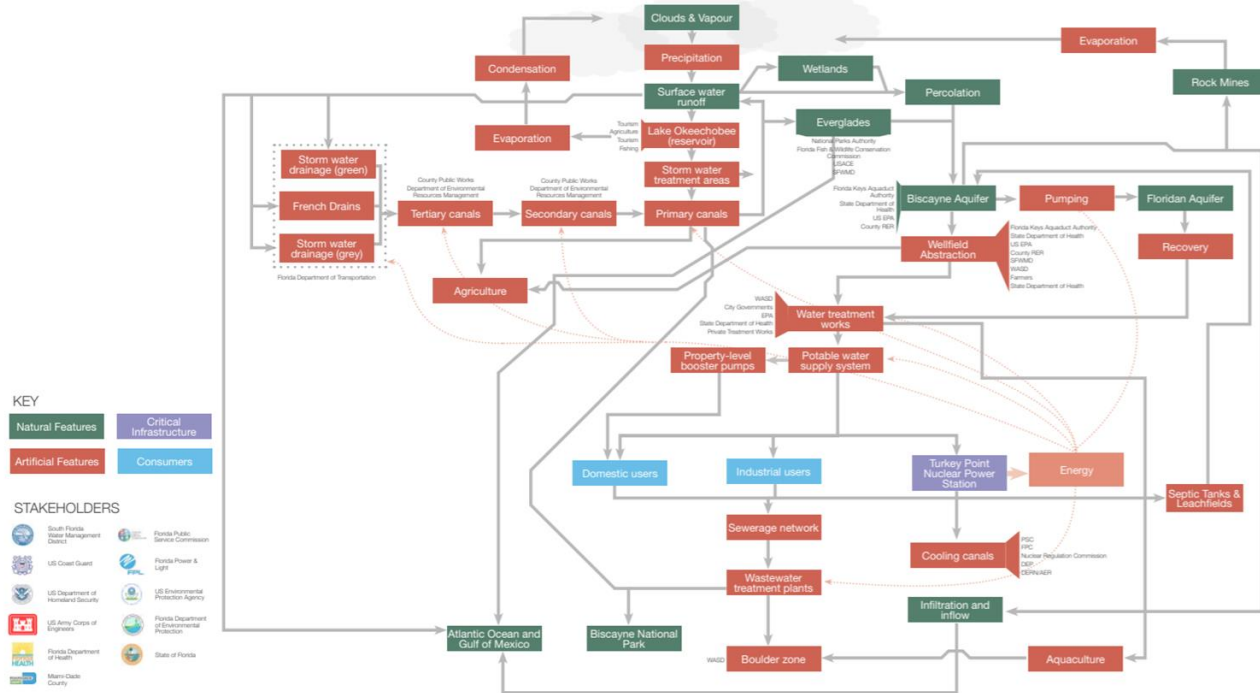 Clouds & Vapour
Evaporation
Precipitation
Condensation
Wetlands
Rock Mines
Surface water
runoff
Percolation
Tourism
Agriculture
Tourism
Fishing
Lake Okeechobee
(reservoir)
Everglades
Evaporation
National Parks Authority
Florida Fish & Wildlife Conservation
Commission
USACE
SFWMD
Storm water
drainage (green)
Storm water
treatment areas
County Public Works
Department of Environmental
Resources Management
County Public Works
Department of Environmental
Resources Management
Florida Keys Aquaduct
Authority
State Department of
Health
US EPA
County RER
Biscayne Aquifer
Pumping
Floridan Aquifer
French Drains
Tertiary canals
Secondary canals
Primary canals
Storm water
drainage (grey)
Wellfield
Abstraction
Florida Keys Aquaduct Authority
State Department of Health
US EPA
County RER
SFWMD
WASD
Farmers
State Department of Health
Recovery
Florida Department of Transportation
Agriculture
WASD
City Governments
EPA
State Department of Health
Private Treatment Works
Water treatment
works
Property-level
booster pumps
Potable water
supply system
KEY
Natural Features
Critical
Infrastructure
Artificial Features
Consumers
Domestic users
Industrial users
Turkey Point
Nuclear Power
Station
Energy
Septic Tanks &
Leachfields
STAKEHOLDERS
South Florida
Water Management
District
Florida Public
Service Commission
US Coast Guard
FPL
Florida Power &
Light
US Department of
Homeland Security
US Environmental
Protection Agency
US Army Corps of
Engineers
Florida Department
of Environmental
Protection
HEALTH
Florida Department
of Health
State of Florida
Miami-Dade
County
Sewerage network
Cooling canals
PSC
FPC
Nuclear Regulation Commission
DEP
DERN/AER
Wastewater
treatment plants
Infiltration and
inflow
Atlantic Ocean and
Gulf of Mexico
Biscayne National
Park
WASD
Boulder zone
Aquaculture